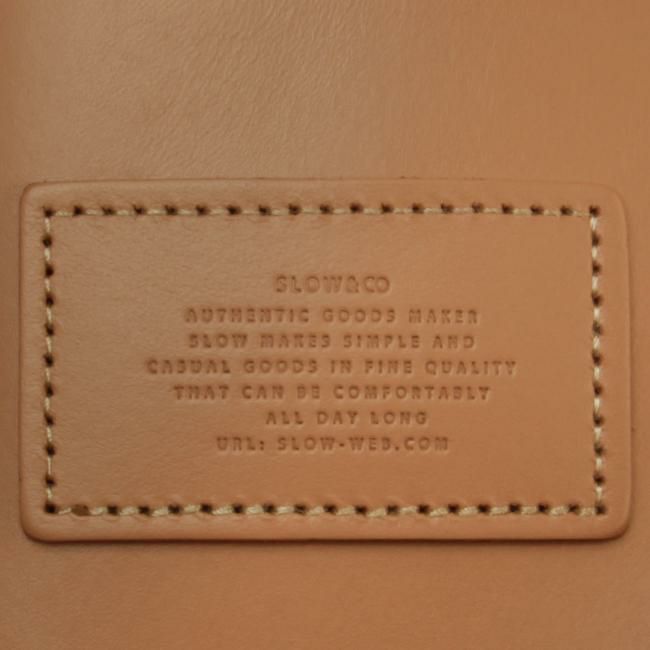 SLOW&CO
AUTHENTIC GOODS MAKER
SLOW MAKES SIMPLE AND
CASUAL GOODS IN FINE QUALITY
THAT CAN BE COMFORTABLY
ALL DAY LONG
URL: SLOW-WEB.COM